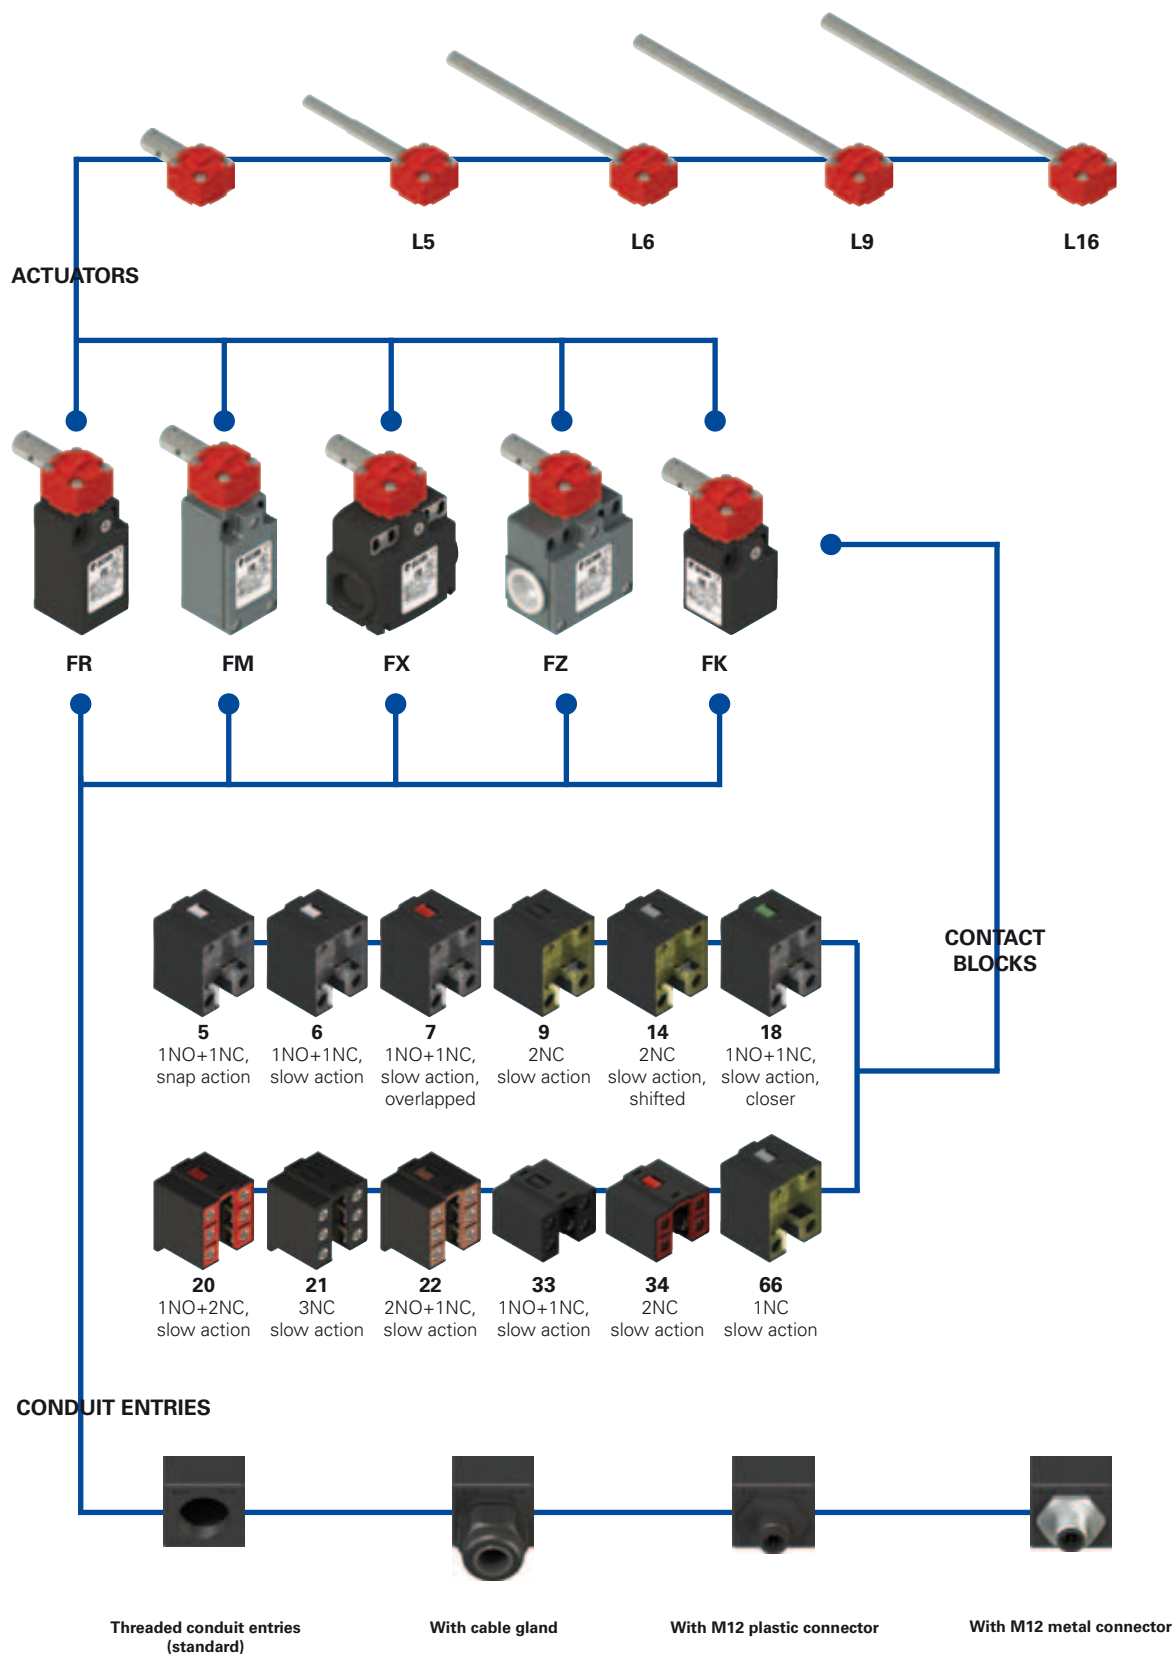 L5
L6
L9
L16
ACTUATORS
FR
FM
FX
FZ
FK
CONTACT
BLOCKS
5
1NO+1NC,
snap action
6
1NO+1NC,
slow action
7
1NO+1NC,
slow action,
overlapped
9
2NC
slow action
14
2NC
slow action,
shifted
18
1NO+1NC,
slow action,
closer
20
1NO+2NC,
slow action
21
3NC
slow action
22
2NO+1NC,
slow action
33
1NO+1NC,
slow action
34
2NC
slow action
66
1NC
slow action
CONDUIT ENTRIES
Threaded conduit entries
(standard)
With cable gland
With M12 plastic connector
With M12 metal connector